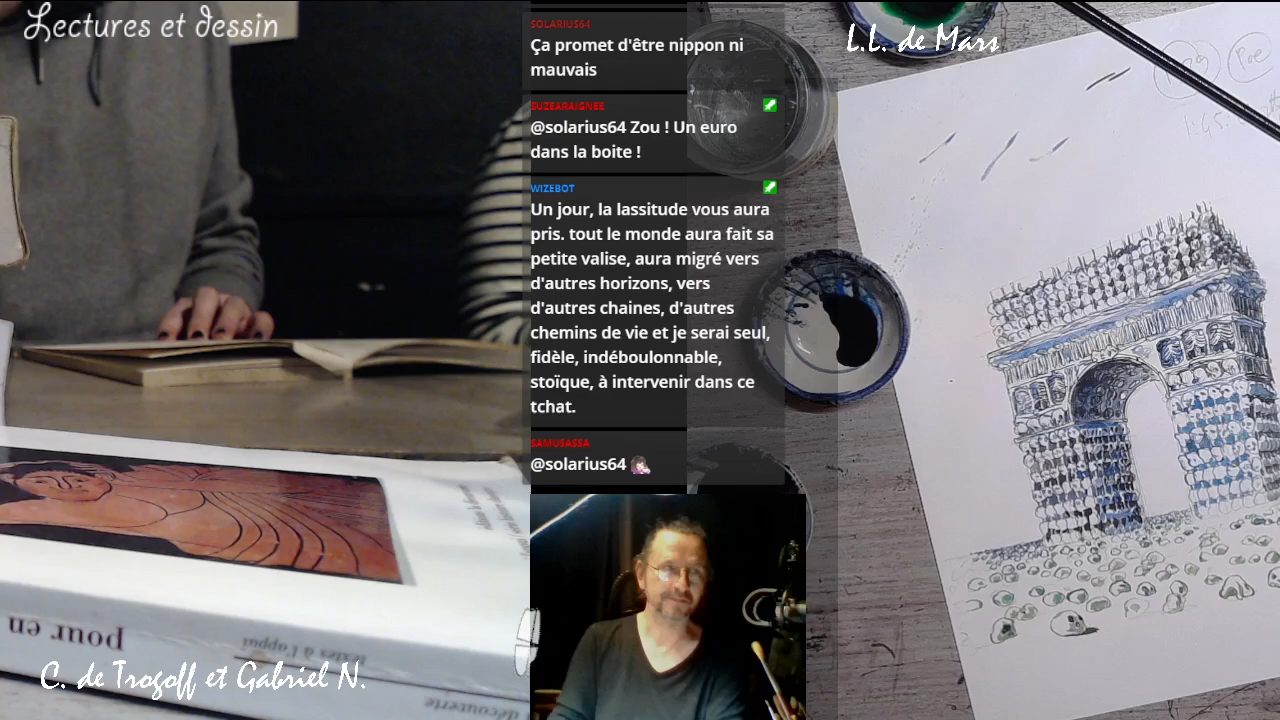 Lectures et dessin
SOLARIUS64
Ça promet d'être nippon ni
mauvais
SUZEARAIGNEE
@solarius64 Zou ! Un euro
dans la boite !
WIZEBOT
Un jour, la lassitude vous aura
pris. tout le monde aura fait sa
petite valise, aura migré vers
d'autres horizons, vers
d'autres chaines, d'autres
chemins de vie et je serai seul,
fidèle, indéboulonnable,
stoïque, à intervenir dans ce
tchat.
SAMUSASSA
@solarius64
L.L. de Mars
Poe
pour en
textes à l'appui
découverte
C. de Trogoff et Gabriel N.